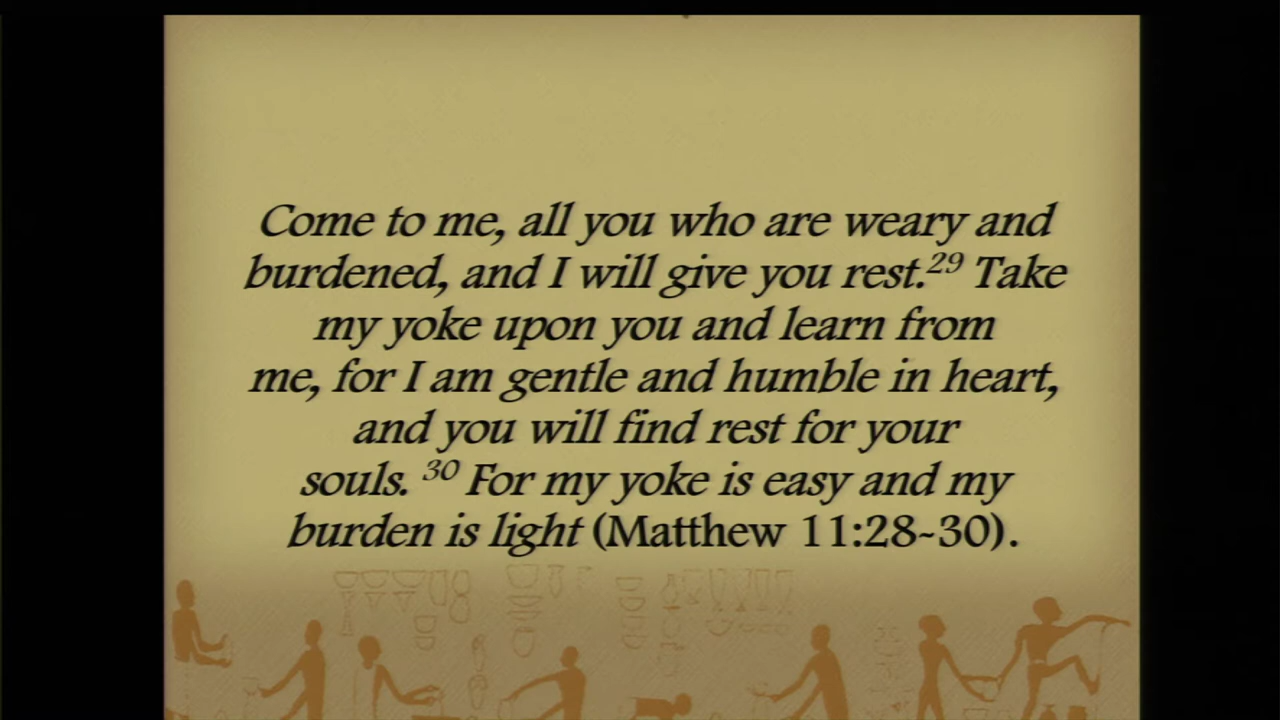 Come to me, all you who are weary and
burdened, and I will give you rest.²⁹ Take
my yoke upon you and learn from
me, for I am gentle and humble in heart,
and you will find rest for your
souls. ³⁰ For my yoke is easy and my
burden is light (Matthew 11:28-30).